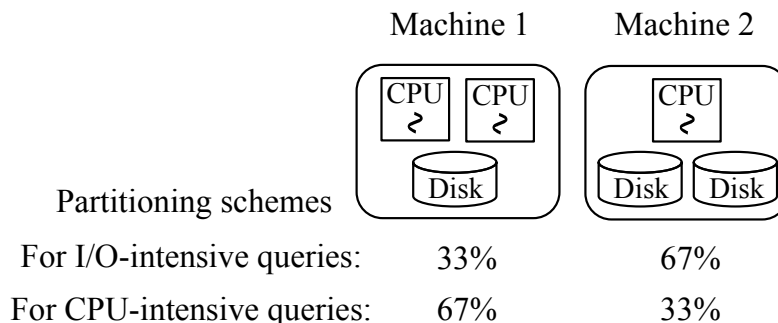 Machine 1 Machine 2
CPU CPU CPU
Disk Disk Disk
Partitioning schemes
For I/O-intensive queries: 33% 67%
For CPU-intensive queries: 67% 33%